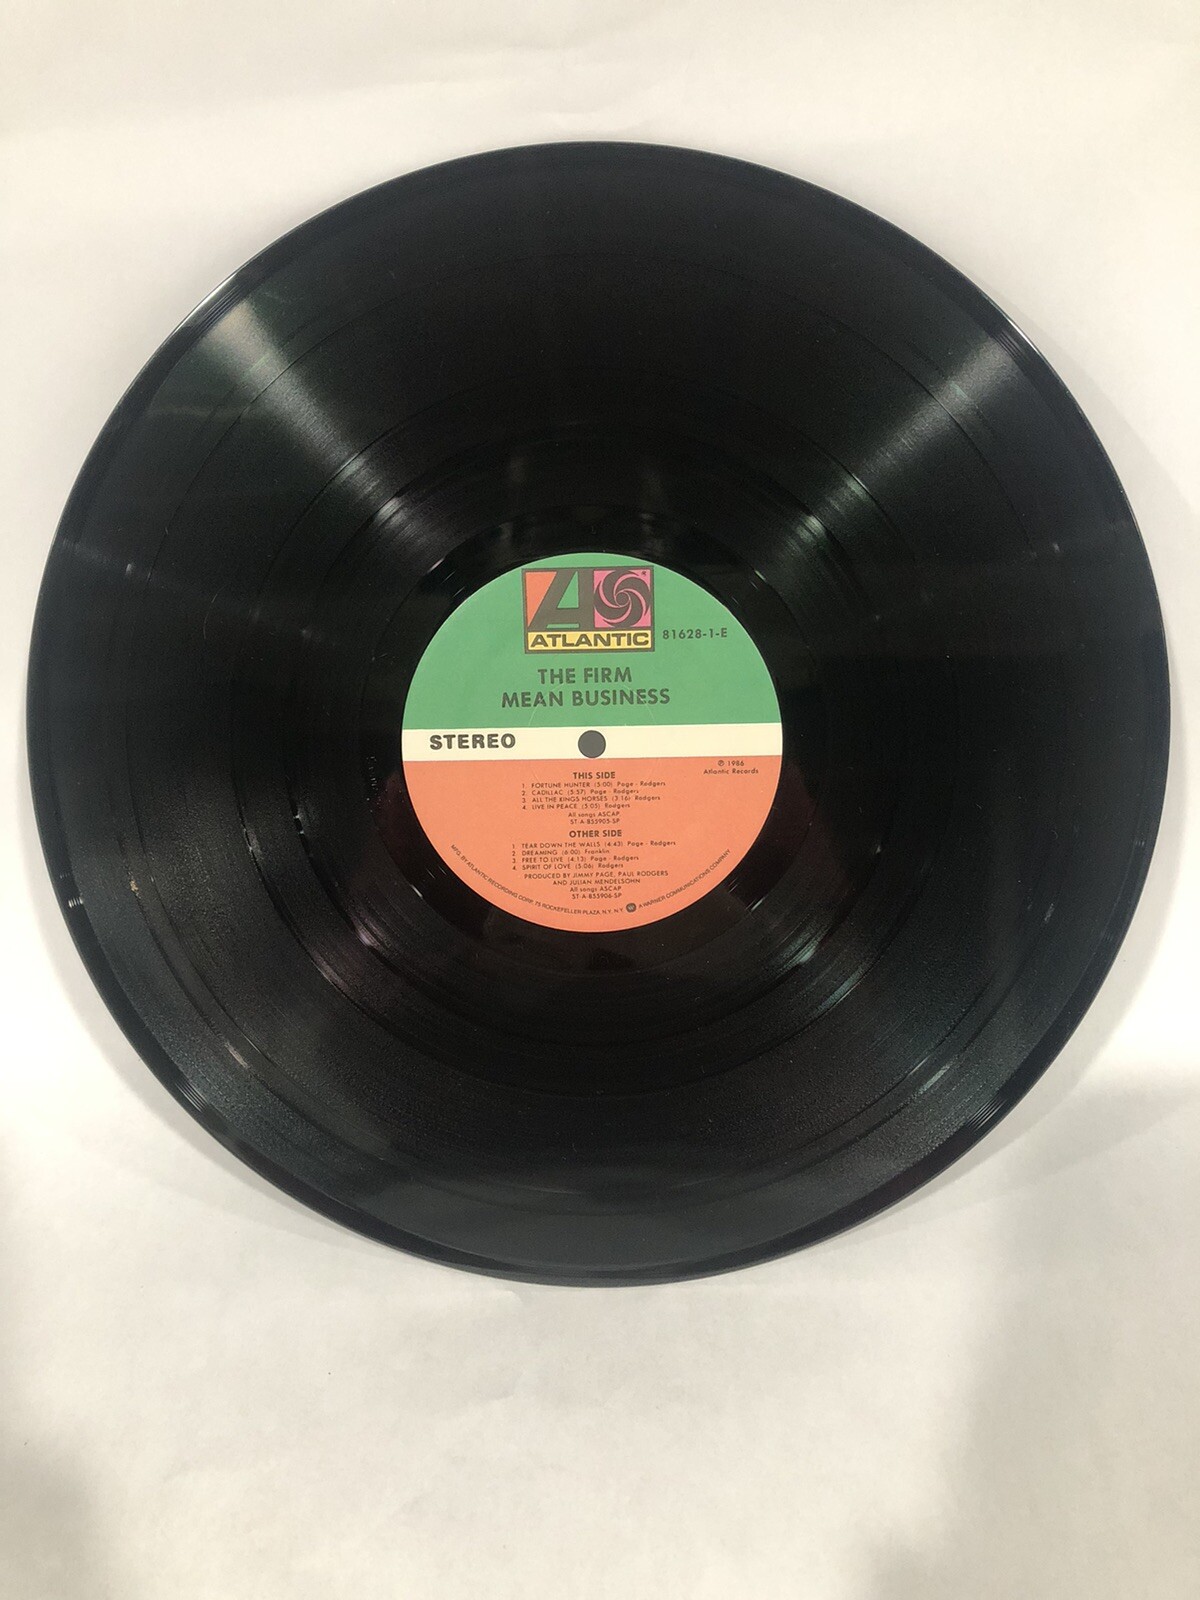 ATLANTIC
81628-1-E
THE FIRM
MEAN BUSINESS
STEREO
℗ 1986
Atlantic Records
THIS SIDE
1. FORTUNE HUNTER (5:00) Page - Rodgers
2. CADILLAC (5:57) Page - Rodgers
3. ALL THE KINGS HORSES (3:16) Rodgers
4. LIVE IN PEACE (5:05) Rodgers
All songs ASCAP
ST-A-855905-SP
OTHER SIDE
1. TEAR DOWN THE WALLS (4:43) Page - Rodgers
2. DREAMING (6:00) Franklin
3. FREE TO LIVE (4:13) Page - Rodgers
4. SPIRIT OF LOVE (5:06) Rodgers
PRODUCED BY JIMMY PAGE, PAUL RODGERS
AND JULIAN MENDELSOHN
All songs ASCAP
ST-A-855906-SP
MFG. BY ATLANTIC RECORDING CORP. 75 ROCKEFELLER PLAZA, N.Y. N.Y. A WARNER COMMUNICATIONS COMPANY